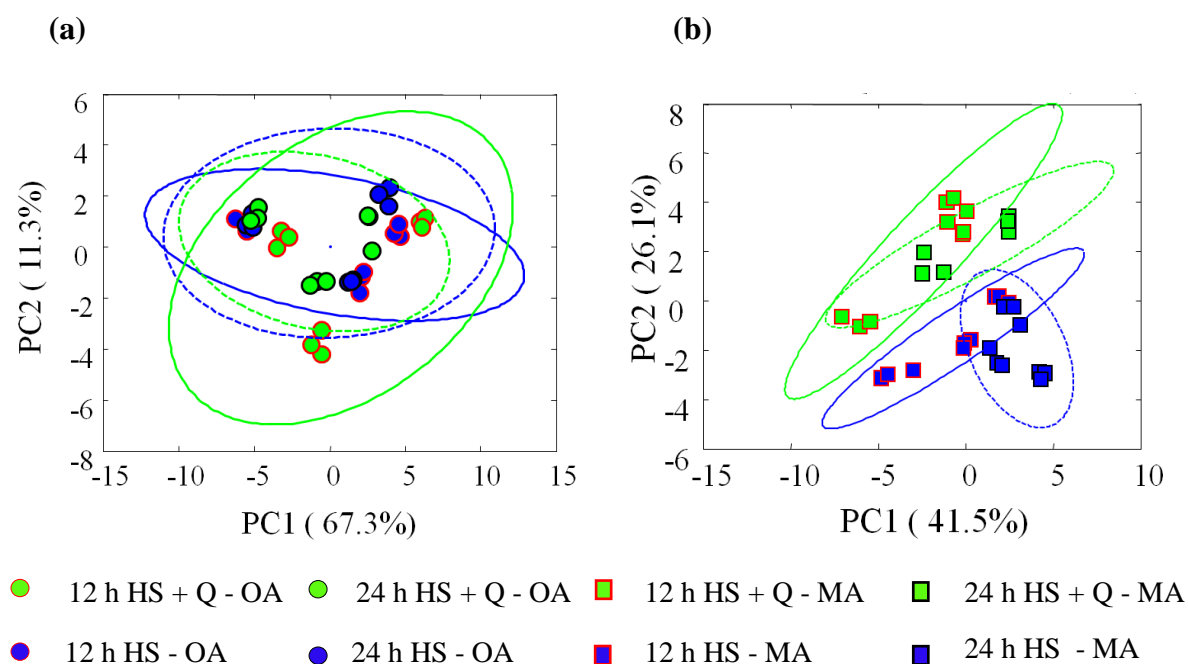 (a)
(b)
6
4
2
0
-2
-4
-6
-8
-15
-10
-5
0
5
10
15
PC2 ( 11.3%)
PC1 ( 67.3%)
8
6
4
2
0
-2
-4
-6
-15
-10
-5
0
5
10
PC2 ( 26.1%)
PC1 ( 41.5%)
12 h HS + Q - OA
24 h HS + Q - OA
12 h HS + Q - MA
24 h HS + Q - MA
12 h HS - OA
24 h HS - OA
12 h HS - MA
24 h HS - MA